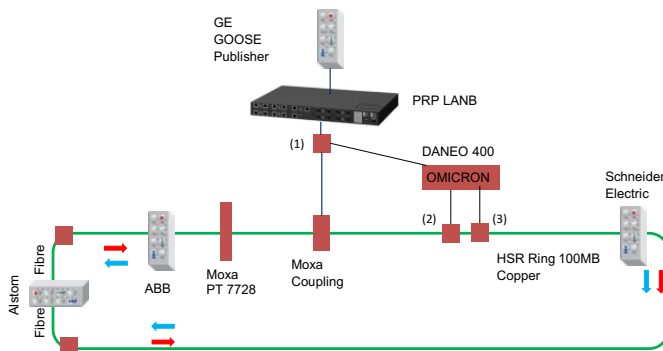 GE
GOOSE
Publisher
PRP LANB
(1)
DANEO 400
OMICRON
Schneider
Electric
(2)
(3)
Fibre
ABB
Moxa
PT 7728
Moxa
Coupling
HSR Ring 100MB
Copper
Alstom
Fibre